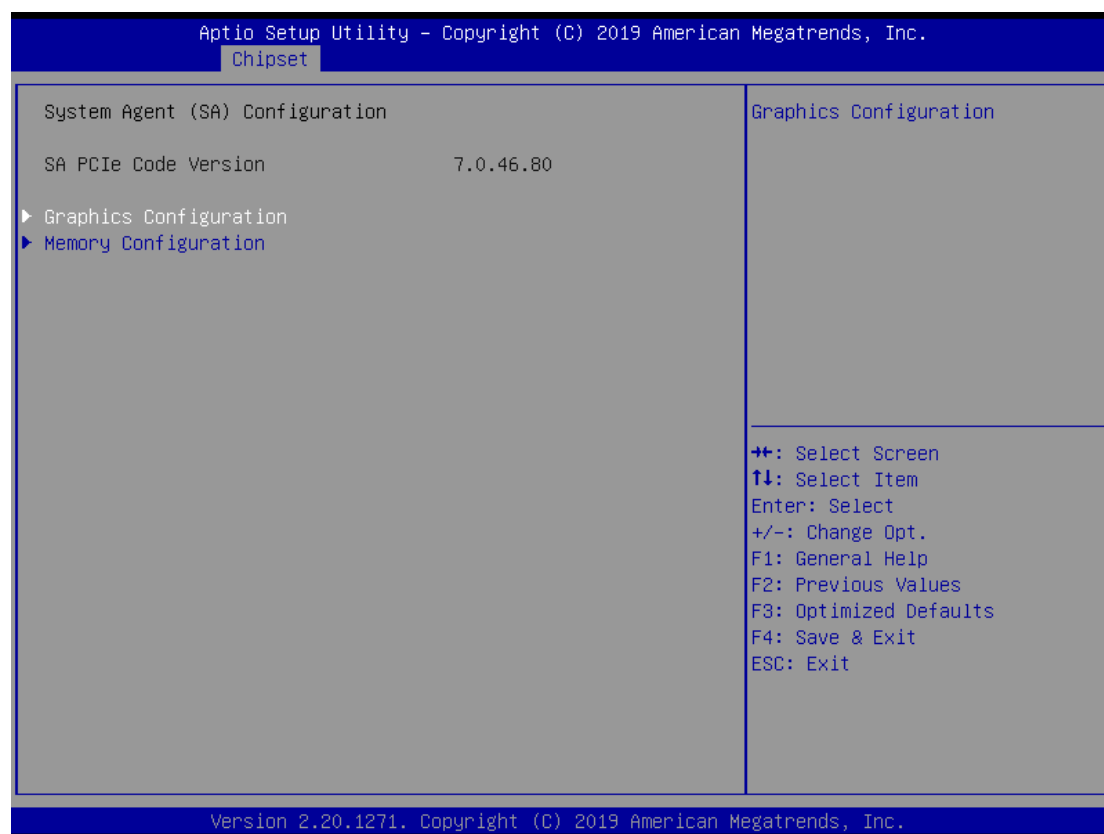 Aptio Setup Utility – Copyright (C) 2019 American Megatrends, Inc.
Chipset
System Agent (SA) Configuration
SA PCIe Code Version 7.0.46.80
Graphics Configuration
Memory Configuration
Graphics Configuration
→←: Select Screen
↑↓: Select Item
Enter: Select
+/-: Change Opt.
F1: General Help
F2: Previous Values
F3: Optimized Defaults
F4: Save & Exit
ESC: Exit
Version 2.20.1271. Copyright (C) 2019 American Megatrends, Inc.